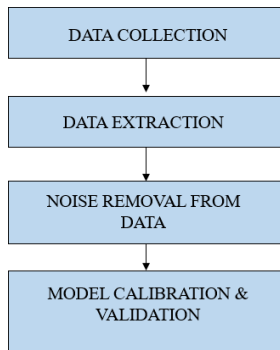 DATA COLLECTION
DATA EXTRACTION
NOISE REMOVAL FROM
DATA
MODEL CALIBRATION &
VALIDATION